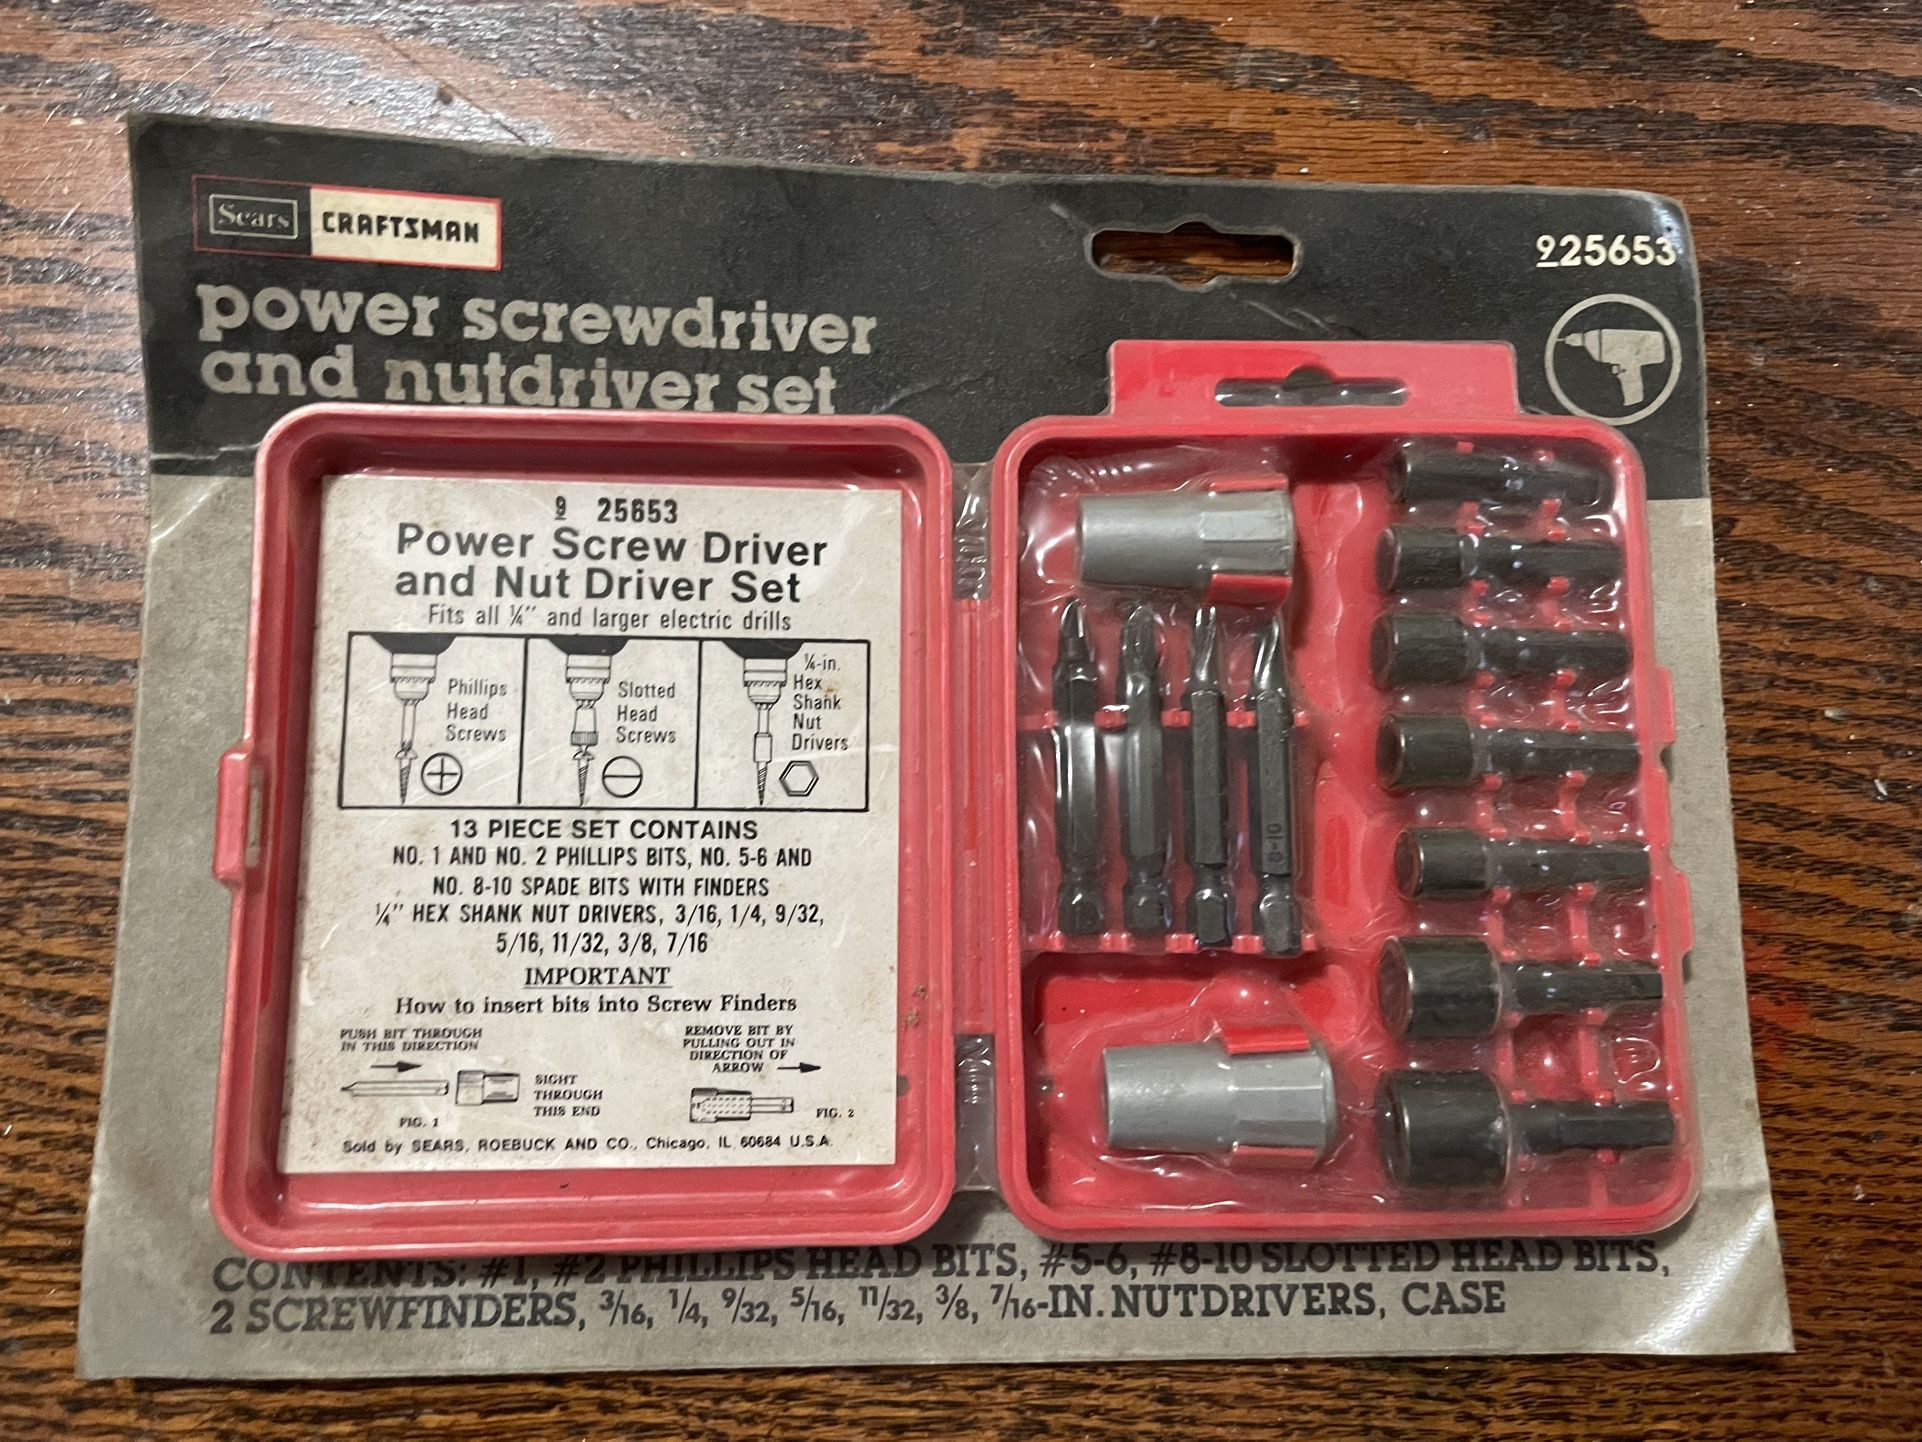 Sears CRAFTSMAN
925653
power screwdriver
and nutdriver set
9 25653
Power Screw Driver
and Nut Driver Set
Fits all ¼" and larger electric drills
Phillips
Head
Screws
Slotted
Head
Screws
¼-in.
Hex
Shank
Nut
Drivers
13 PIECE SET CONTAINS
NO. 1 AND NO. 2 PHILLIPS BITS, NO. 5-6 AND
NO. 8-10 SPADE BITS WITH FINDERS
¼" HEX SHANK NUT DRIVERS, 3/16, 1/4, 9/32,
5/16, 11/32, 3/8, 7/16
IMPORTANT
How to insert bits into Screw Finders
PUSH BIT THROUGH
IN THIS DIRECTION
SIGHT
THROUGH
THIS END
FIG. 1
REMOVE BIT BY
PULLING OUT IN
DIRECTION OF
ARROW
FIG. 2
Sold by SEARS, ROEBUCK AND CO., Chicago, IL 60684 U.S.A.
8-10
CONTENTS: #1, #2 PHILLIPS HEAD BITS, #5-6, #8-10 SLOTTED HEAD BITS,
2 SCREWFINDERS, 3/16, 1/4, 9/32, 5/16, 11/32, 3/8, 7/16-IN. NUTDRIVERS, CASE